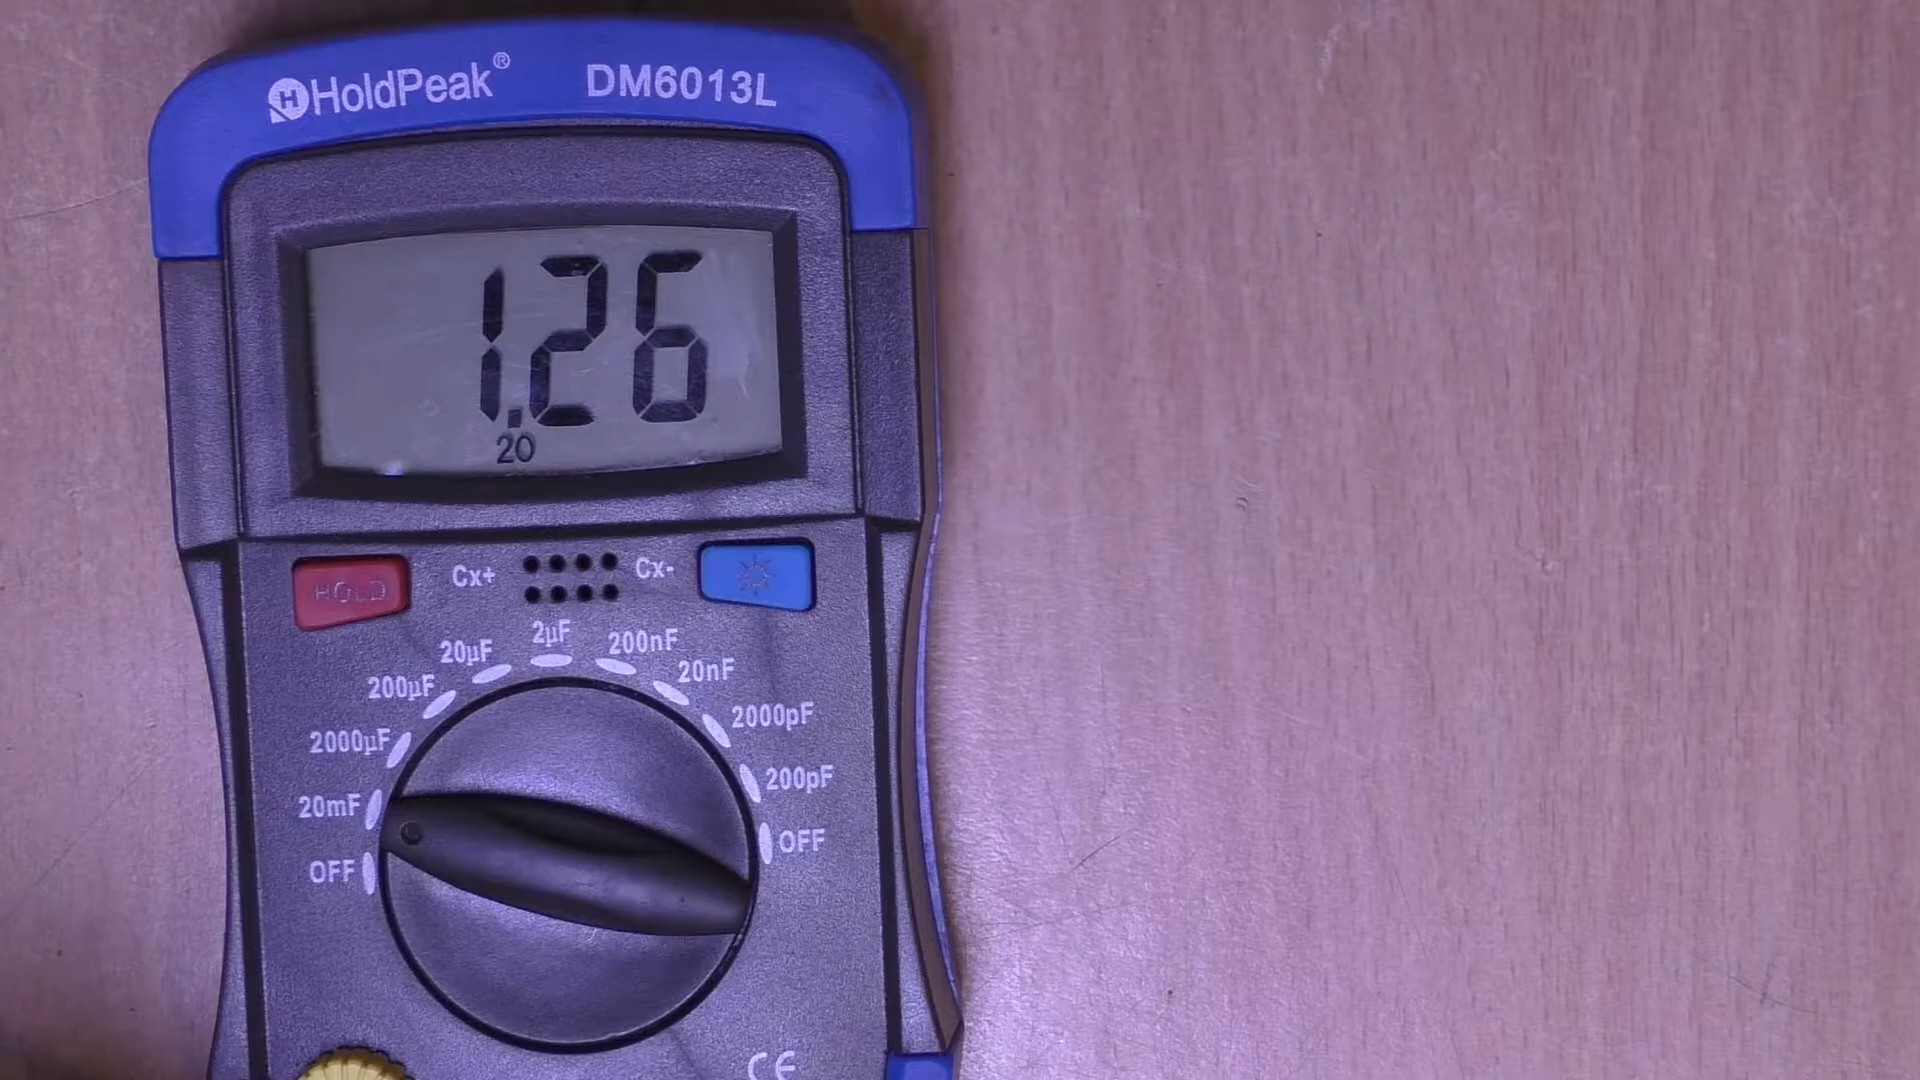 HoldPeak® DM6013L
1.26
20
HOLD Cx+ Cx-
2µF
20µF 200nF
200µF 20nF
2000µF 2000pF
20mF 200pF
OFF OFF
CE